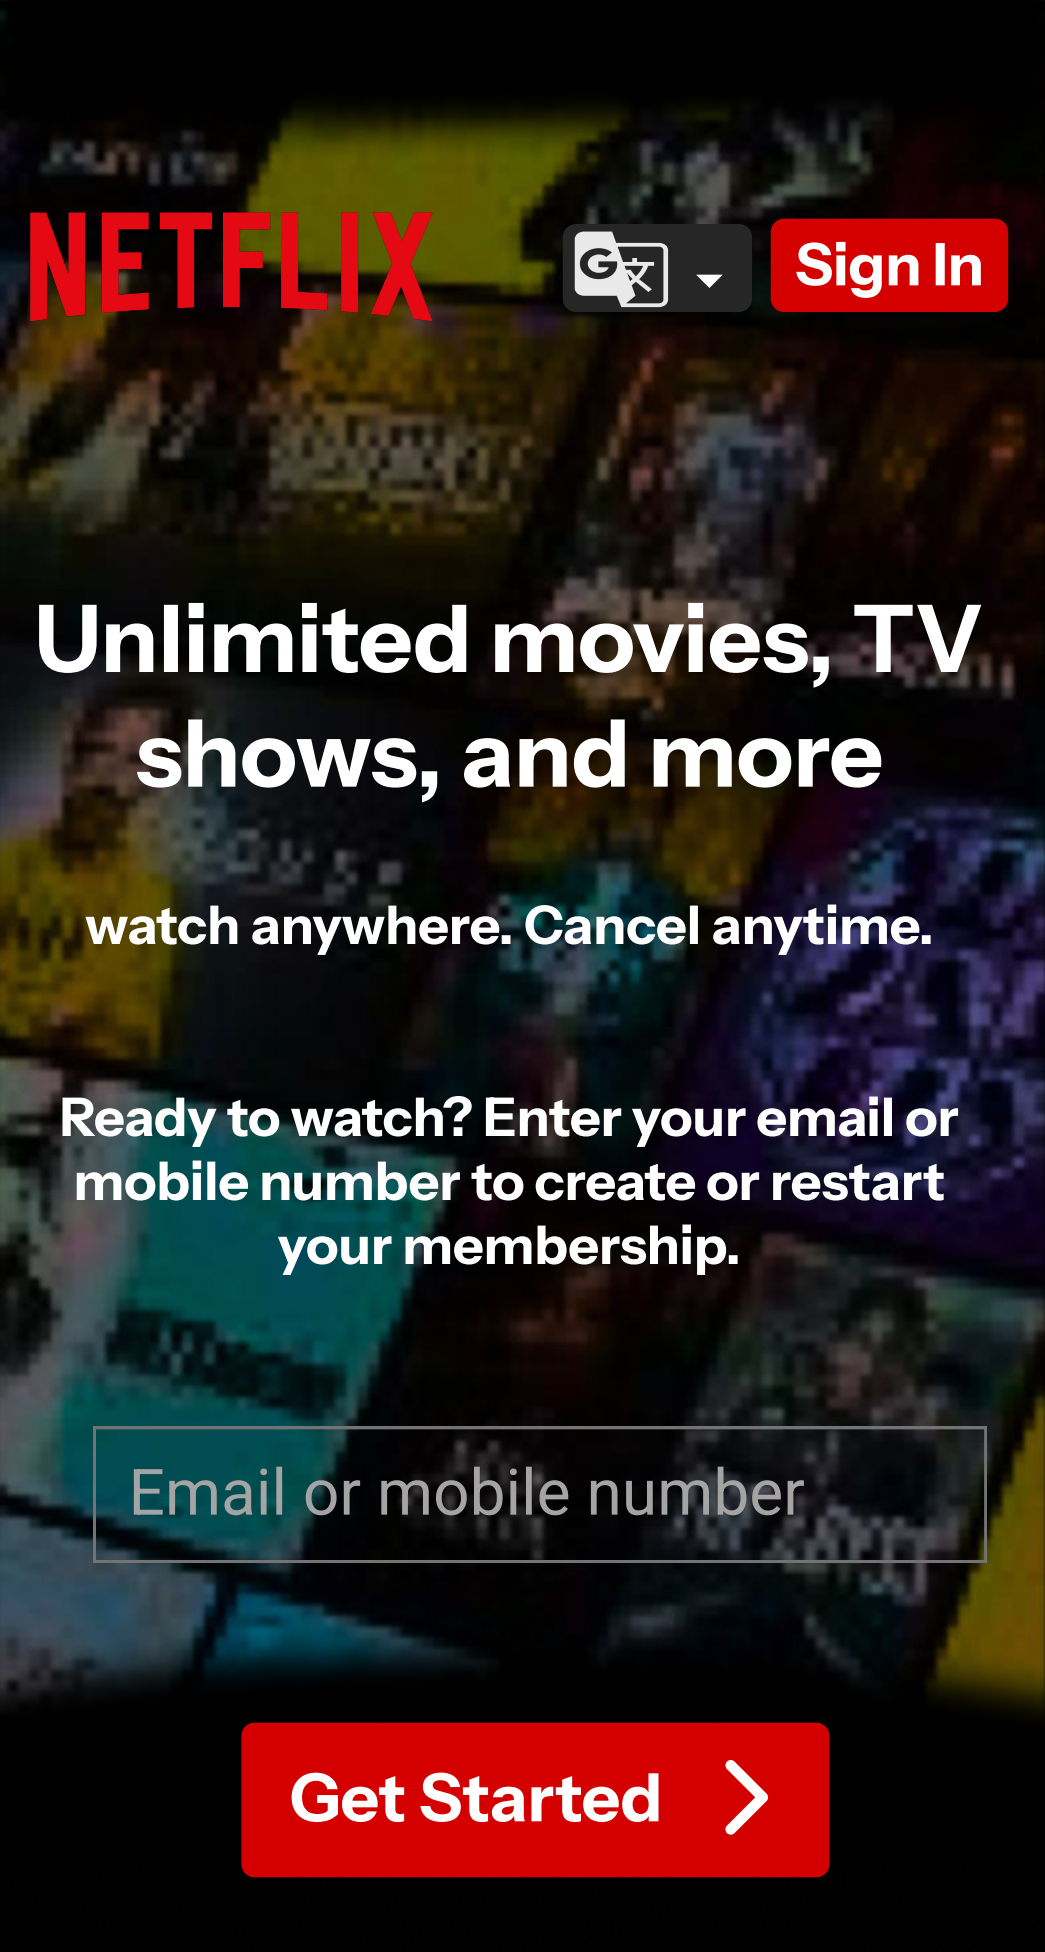 NETFLIX
Sign In
Unlimited movies, TV
shows, and more
watch anywhere. Cancel anytime.
Ready to watch? Enter your email or
mobile number to create or restart
your membership.
Email or mobile number
Get Started